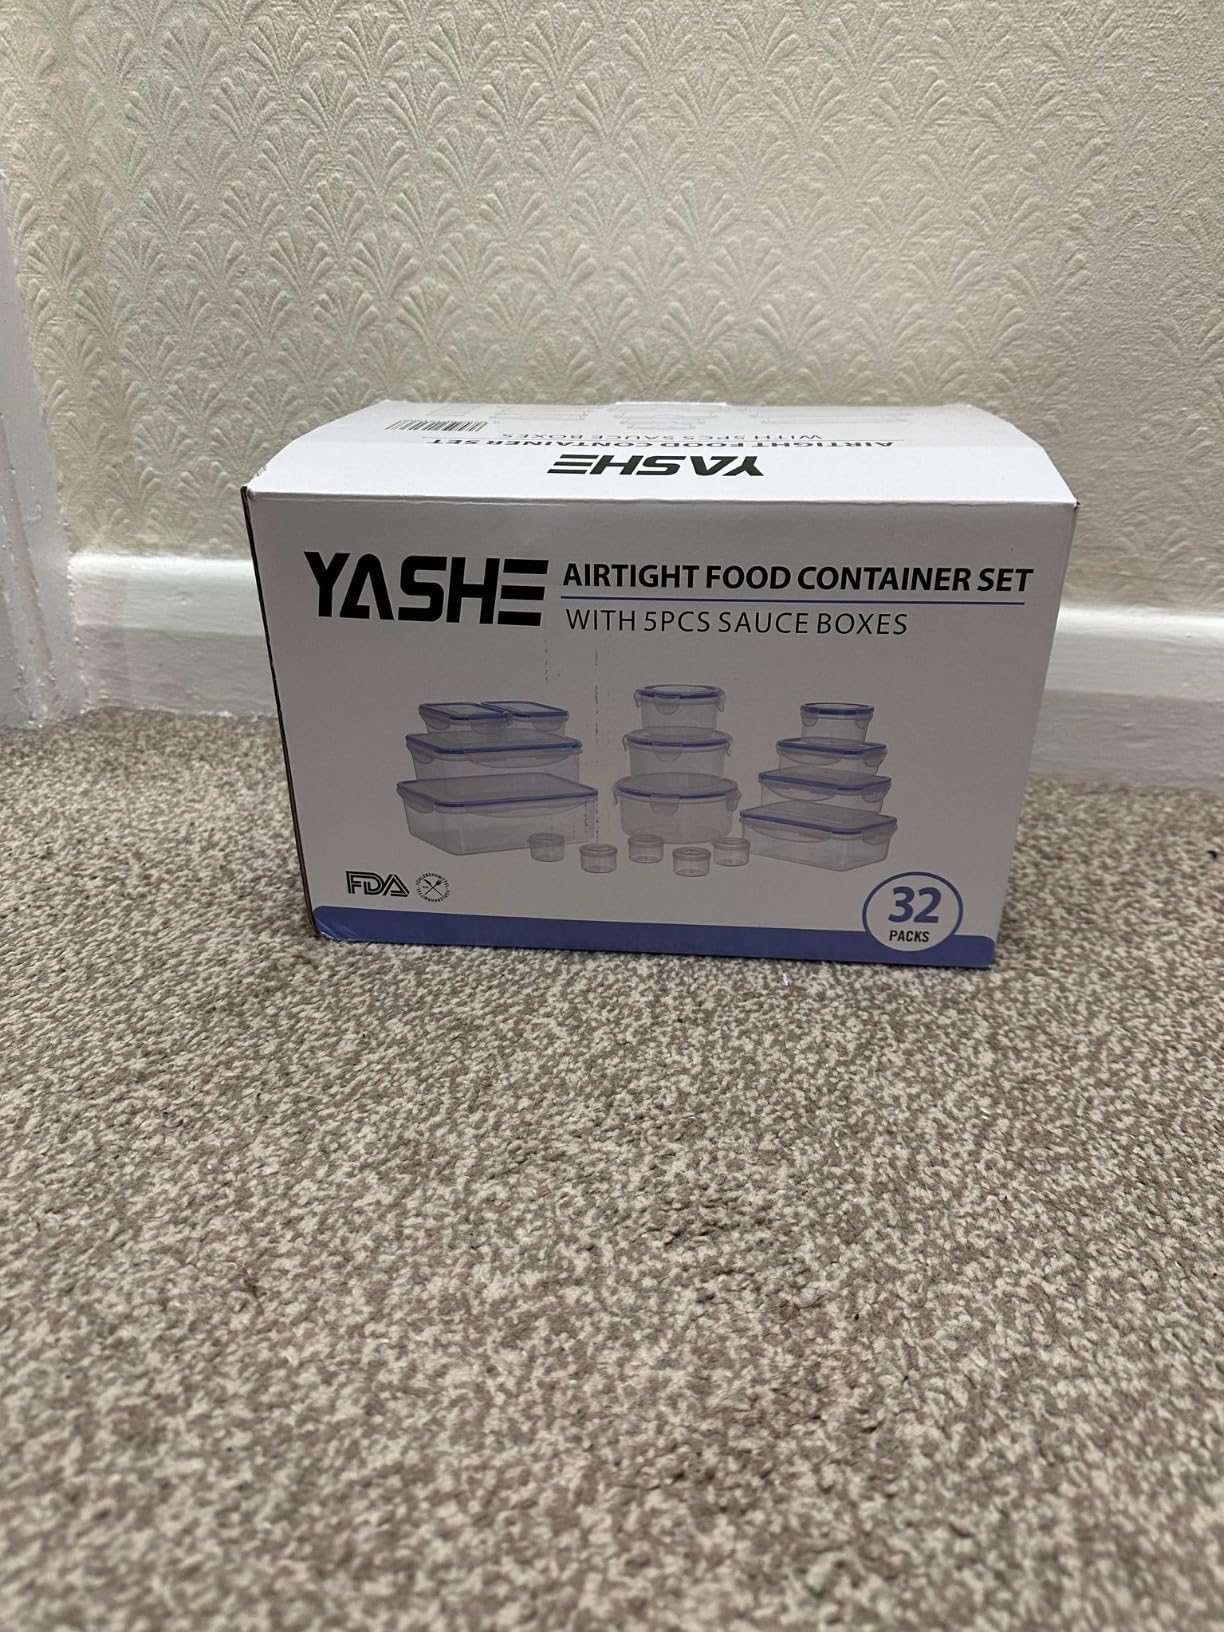 YASHE
AIRTIGHT FOOD CONTAINER SET
WITH 5PCS SAUCE BOXES
YASHE
AIRTIGHT FOOD CONTAINER SET
WITH 5PCS SAUCE BOXES
FDA
32
PACKS